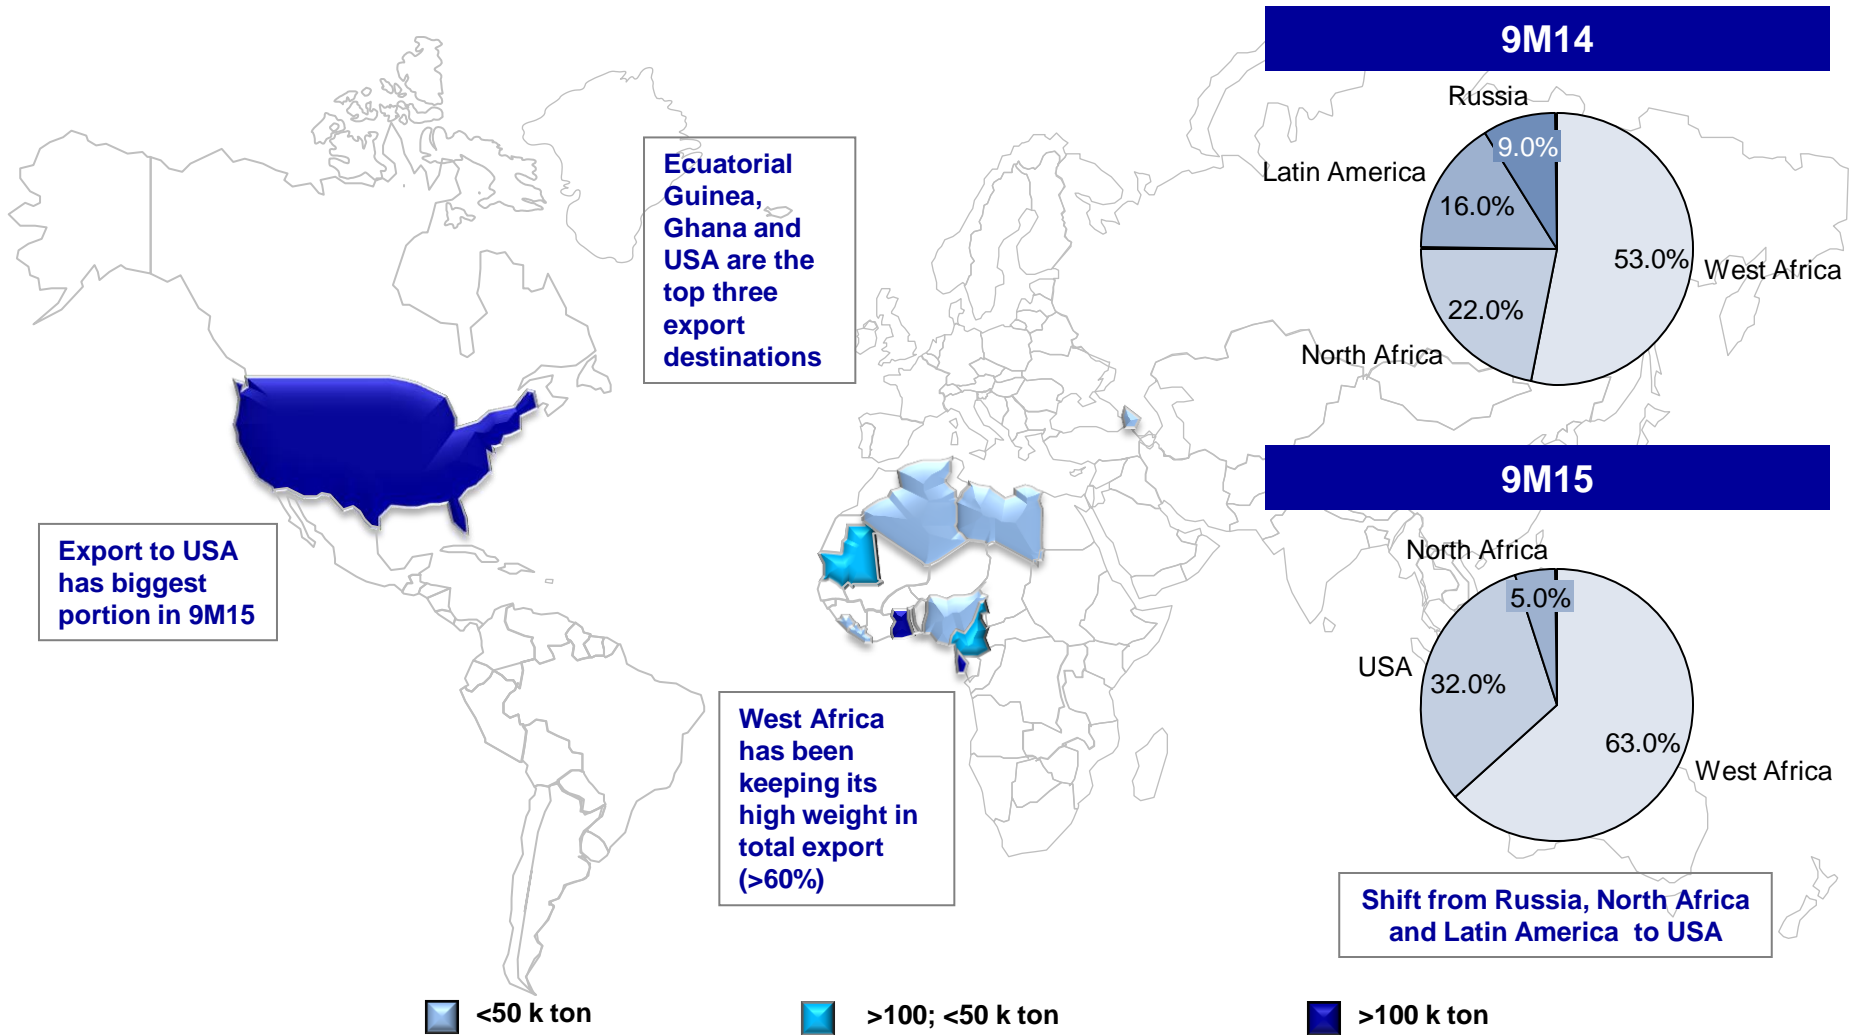 9M14
Russia
9.0%
Latin America
16.0%
53.0%
West Africa
22.0%
North Africa
Ecuatorial
Guinea,
Ghana and
USA are the
top three
export
destinations
9M15
North Africa
5.0%
USA
32.0%
63.0%
West Africa
Export to USA
has biggest
portion in 9M15
West Africa
has been
keeping its
high weight in
total export
(>60%)
Shift from Russia, North Africa
and Latin America to USA
<50 k ton
>100; <50 k ton
>100 k ton